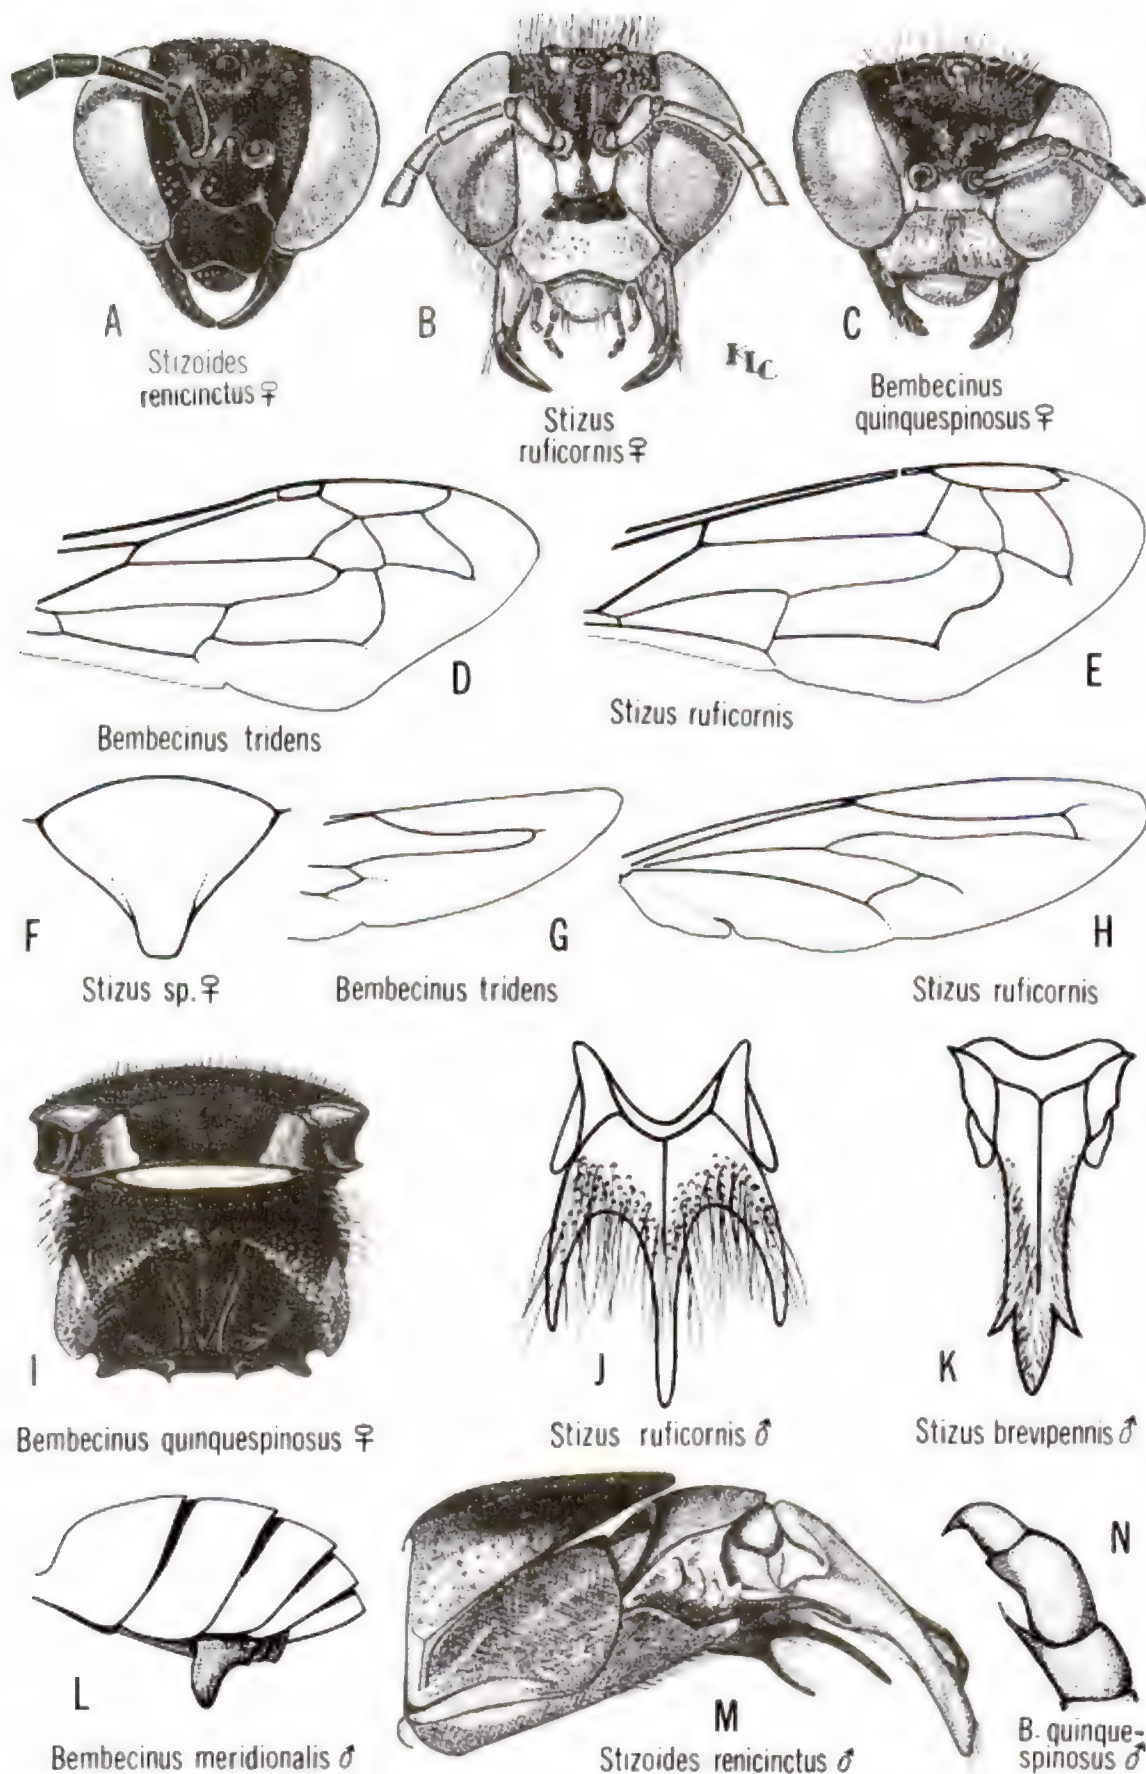 A
B
C
Stizoides
renicinctus ♀
Stizus
ruficornis ♀
Bembecinus
quinquespinosus ♀
D
E
Bembecinus tridens
Stizus ruficornis
F
G
H
Stizus sp. ♀
Bembecinus tridens
Stizus ruficornis
I
J
K
Bembecinus quinquespinosus ♀
Stizus ruficornis ♂
Stizus brevipennis ♂
L
M
N
Bembecinus meridionalis ♂
Stizoides renicinctus ♂
B. quinque-
spinosus ♂